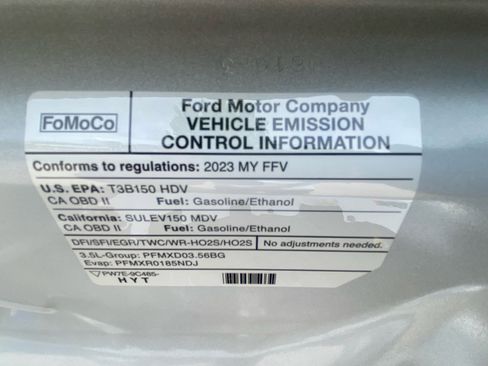 FoMoCo
Ford Motor Company
VEHICLE EMISSION
CONTROL INFORMATION
Conforms to regulations: 2023 MY FFV
U.S. EPA: T3B150 HDV
CA OBD II Fuel: Gasoline/Ethanol
California: SULEV150 MDV
CA OBD II Fuel: Gasoline/Ethanol
DFI/SFI/EGR/TWC/WR-HO2S/HO2S No adjustments needed.
3.5L-Group: PFMXD03.56BG
Evap: PFMXR0185NDJ
PW7E-9C485-
HYT